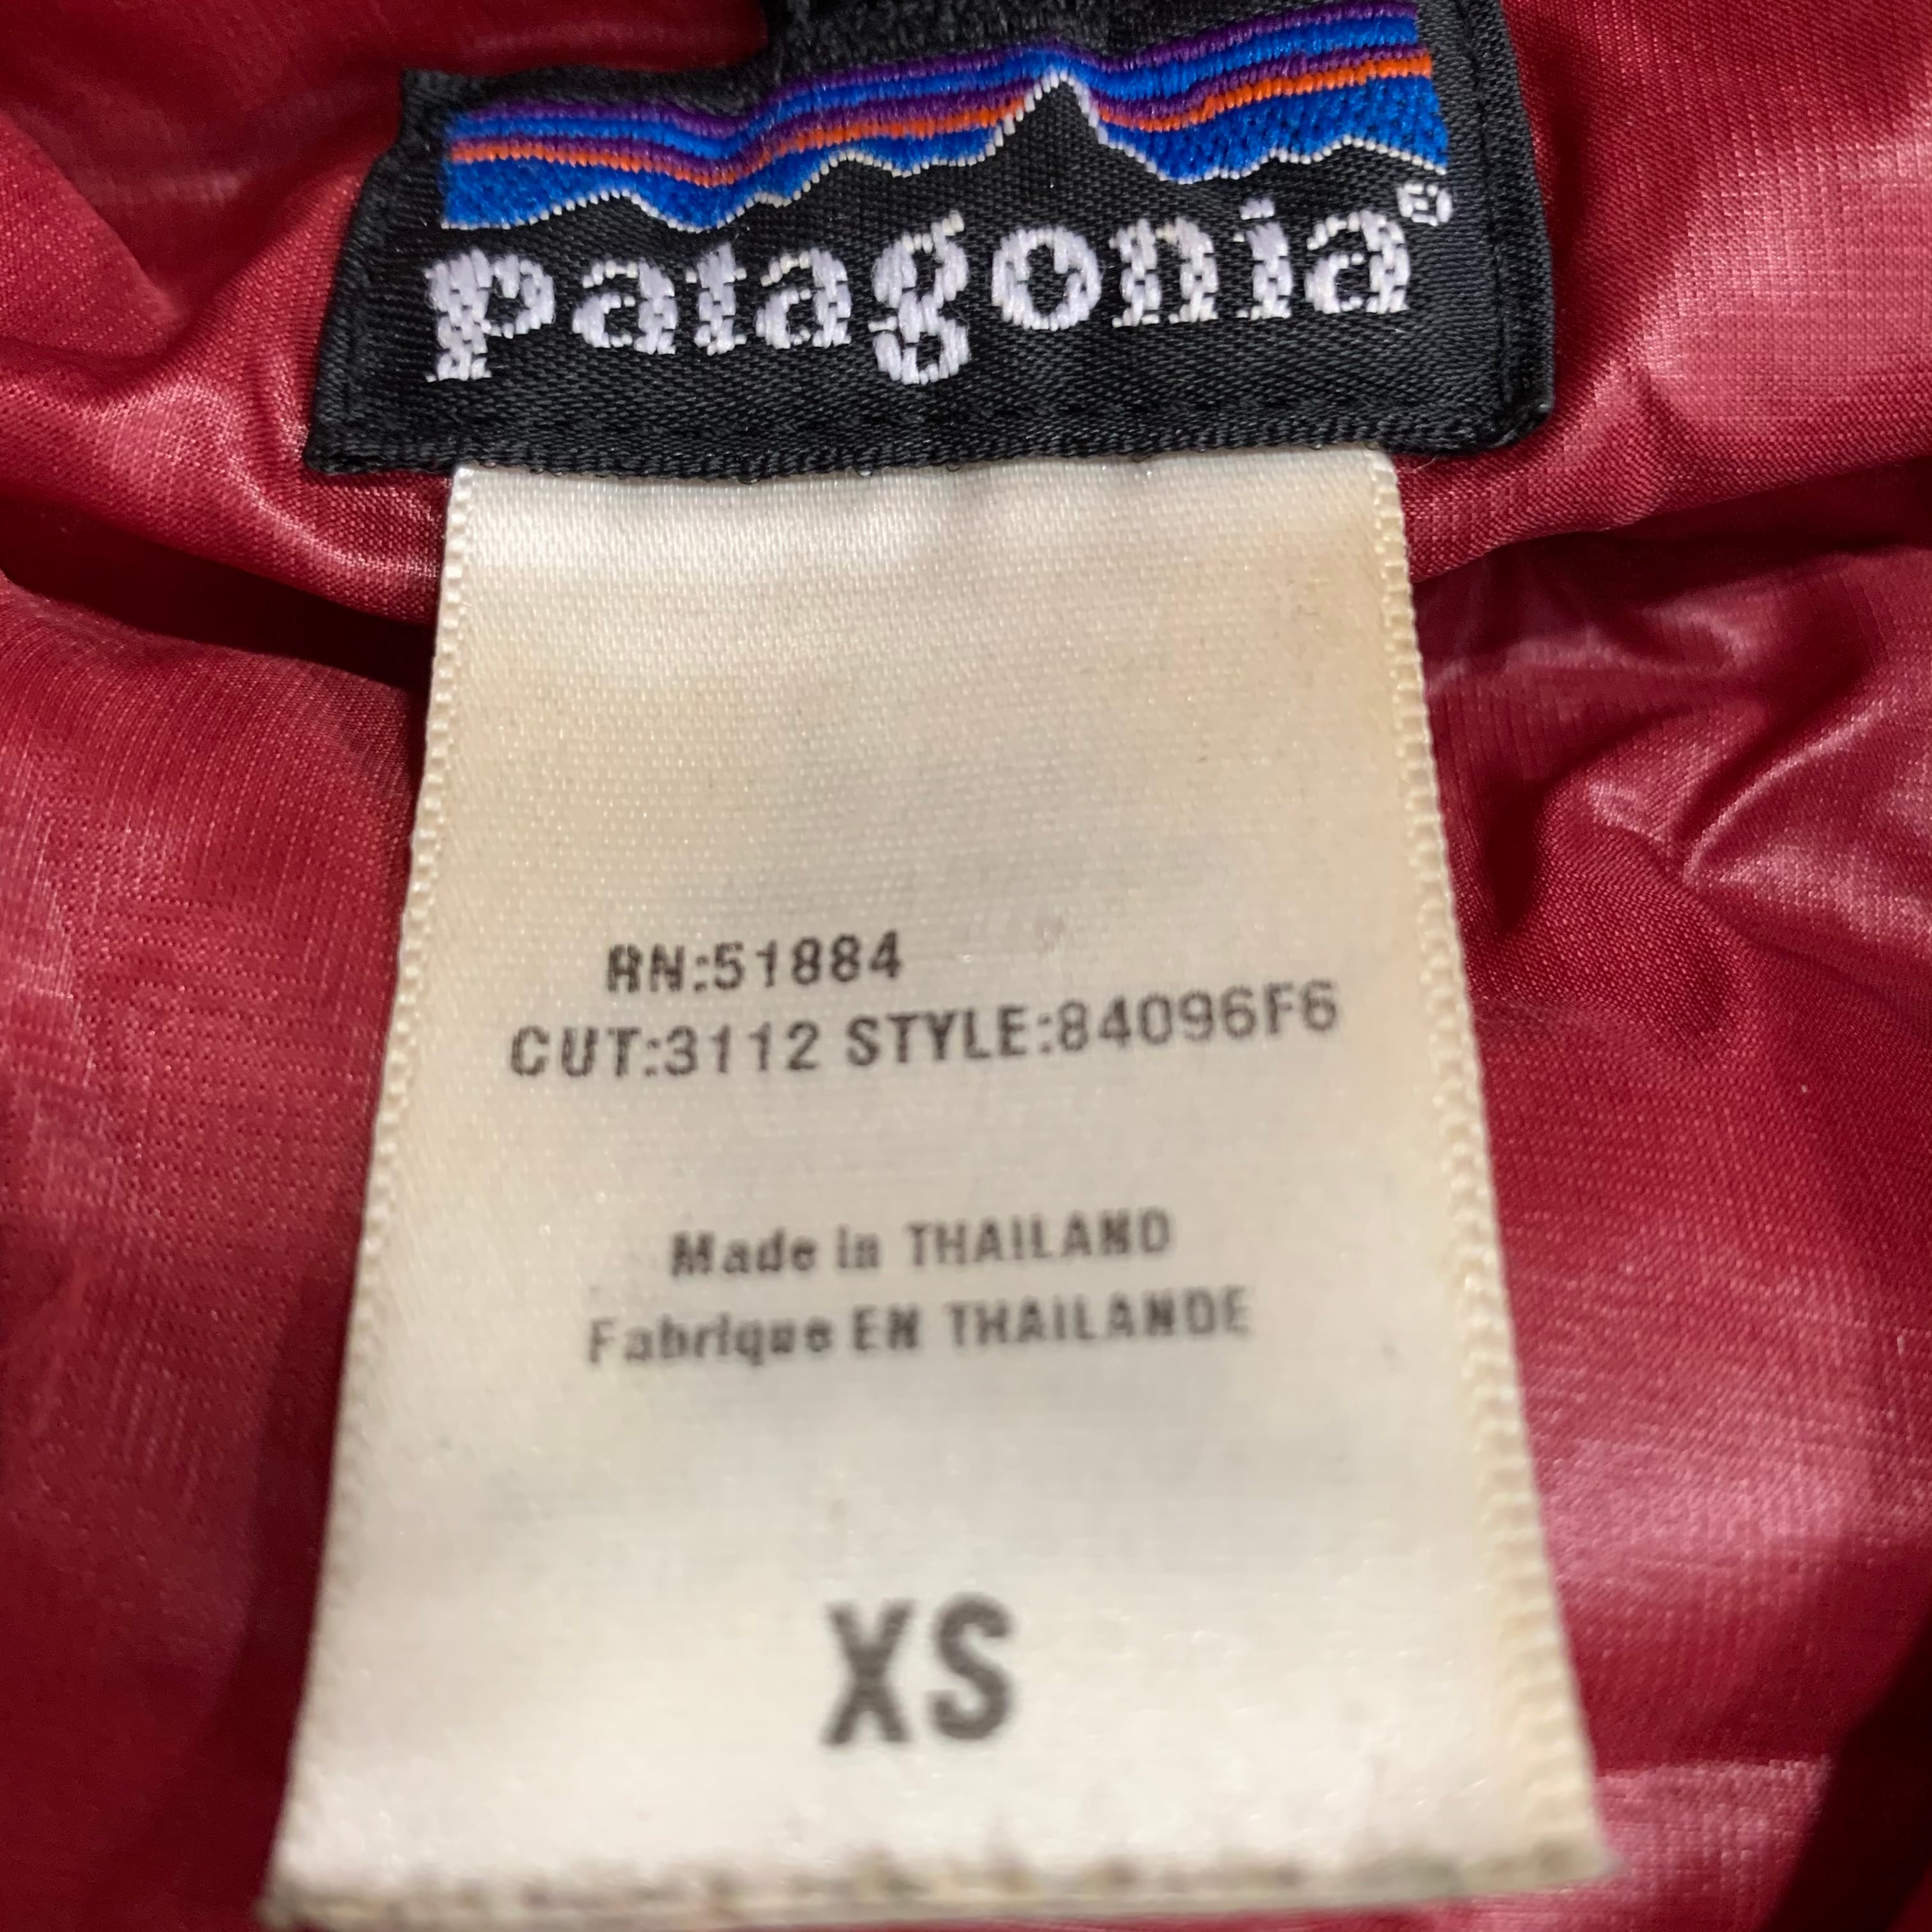 patagonia®
RN:51884
CUT:3112 STYLE:84096F6
Made in THAILAND
Fabrique EN THAILANDE
XS